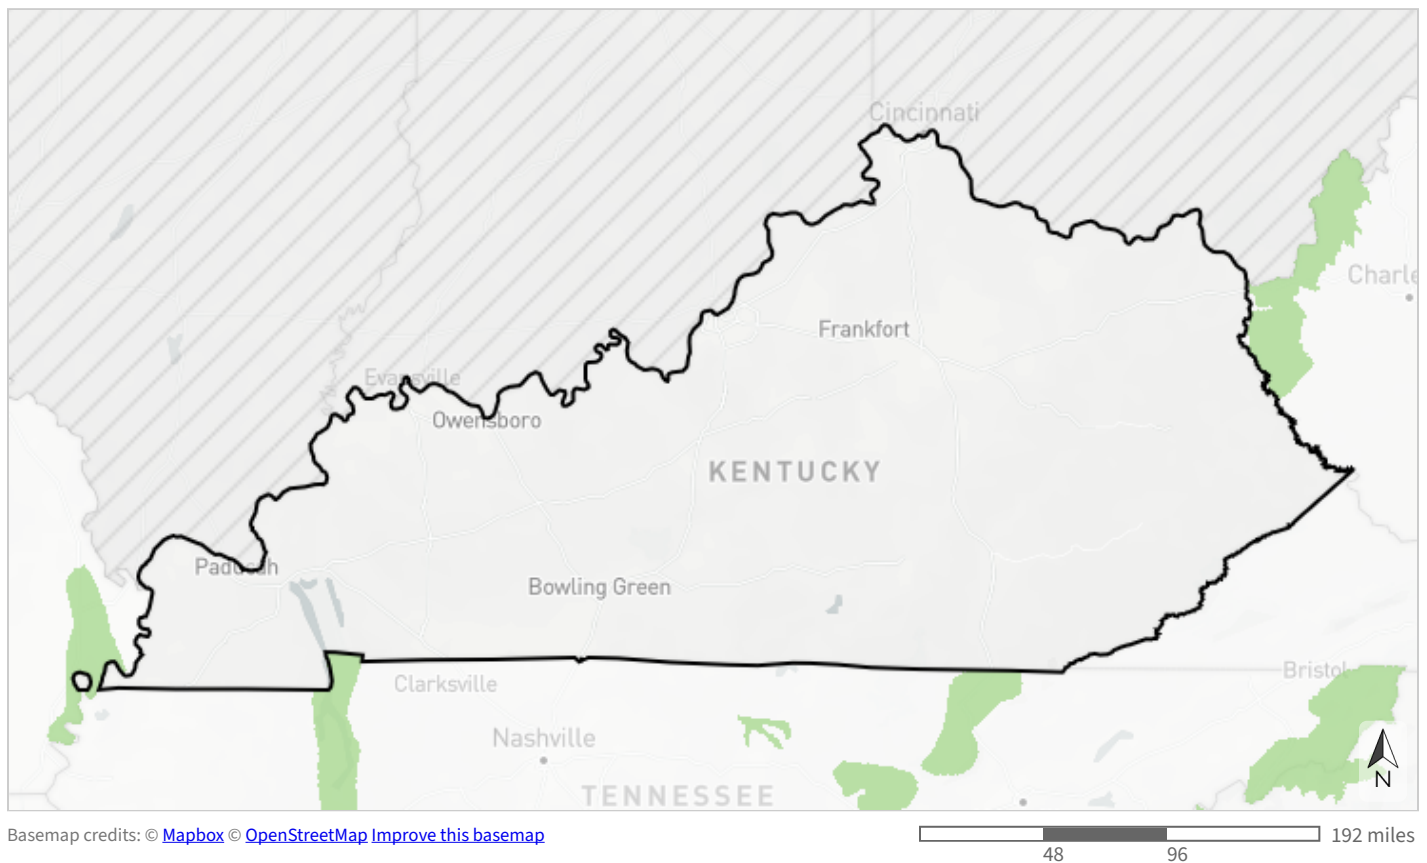 Cincinnati
Charle
Frankfort
Evansville
Owensboro
KENTUCKY
Paducah
Bowling Green
Bristol
Clarksville
Nashville
TENNESSEE
N
Basemap credits: © Mapbox © OpenStreetMap Improve this basemap
192 miles
48 96